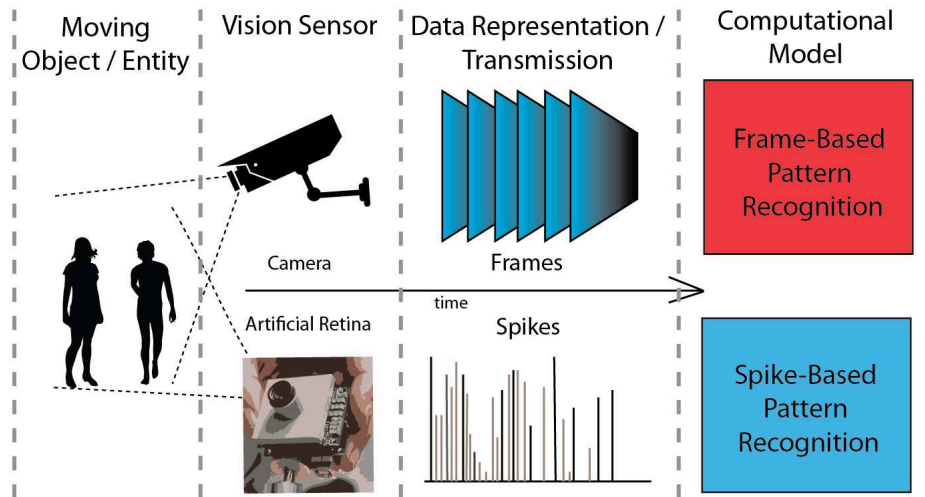 Moving
Object / Entity
Vision Sensor
Data Representation /
Transmission
Computational
Model
Frame-Based
Pattern
Recognition
Camera
Frames
time
Artificial Retina
Spikes
Spike-Based
Pattern
Recognition